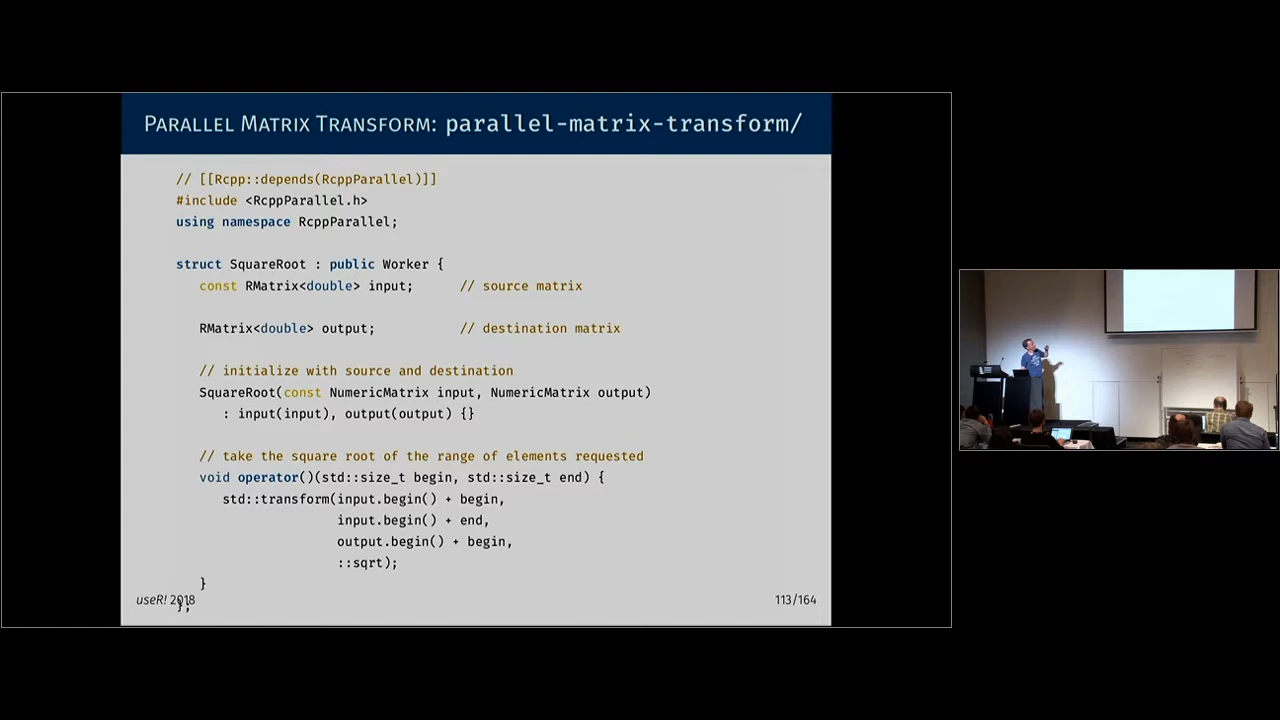 PARALLEL MATRIX TRANSFORM: parallel-matrix-transform/
// [[Rcpp::depends(RcppParallel)]]
#include <RcppParallel.h>
using namespace RcppParallel;
struct SquareRoot : public Worker {
const RMatrix<double> input; // source matrix
RMatrix<double> output; // destination matrix
// initialize with source and destination
SquareRoot(const NumericMatrix input, NumericMatrix output)
: input(input), output(output) {}
// take the square root of the range of elements requested
void operator()(std::size_t begin, std::size_t end) {
std::transform(input.begin() + begin,
input.begin() + end,
output.begin() + begin,
::sqrt);
}
};
useR! 2018
113/164